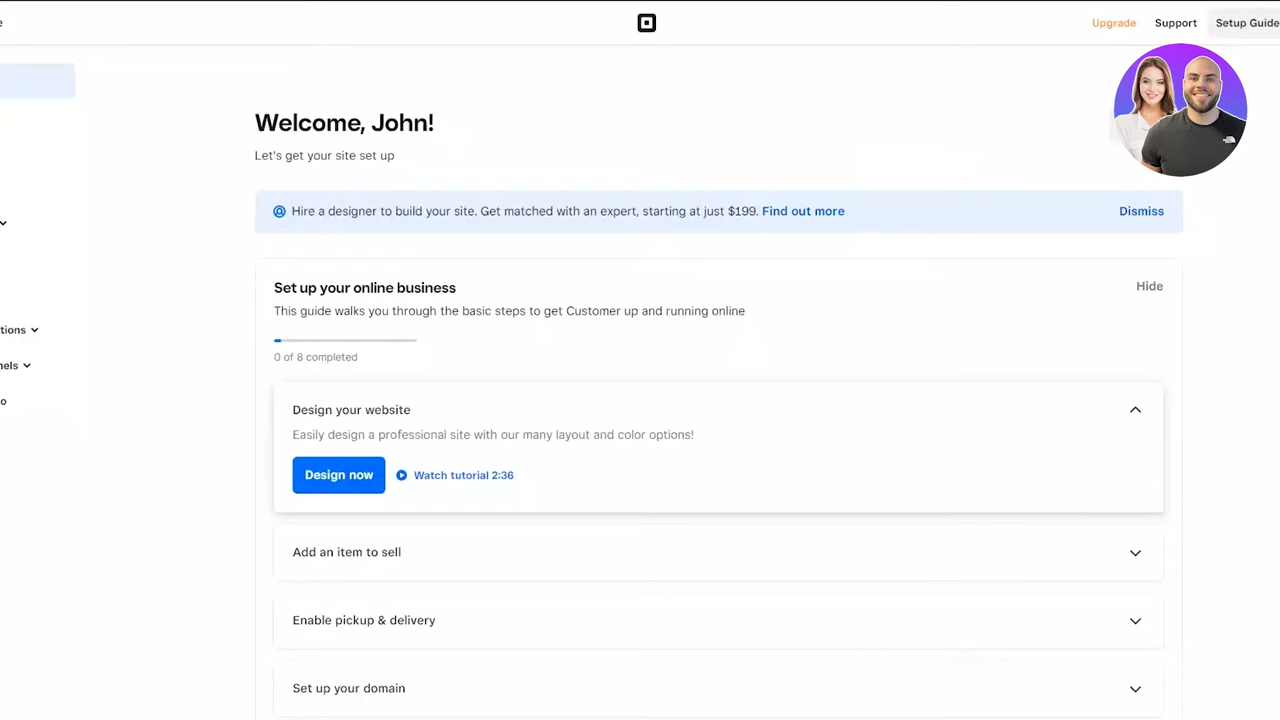 e
Upgrade Support Setup Guide
Welcome, John!
Let's get your site set up
Hire a designer to build your site. Get matched with an expert, starting at just $199. Find out more Dismiss
Set up your online business Hide
This guide walks you through the basic steps to get Customer up and running online
0 of 8 completed
tions
nels
o
Design your website
Easily design a professional site with our many layout and color options!
Design now Watch tutorial 2:36
Add an item to sell
Enable pickup & delivery
Set up your domain